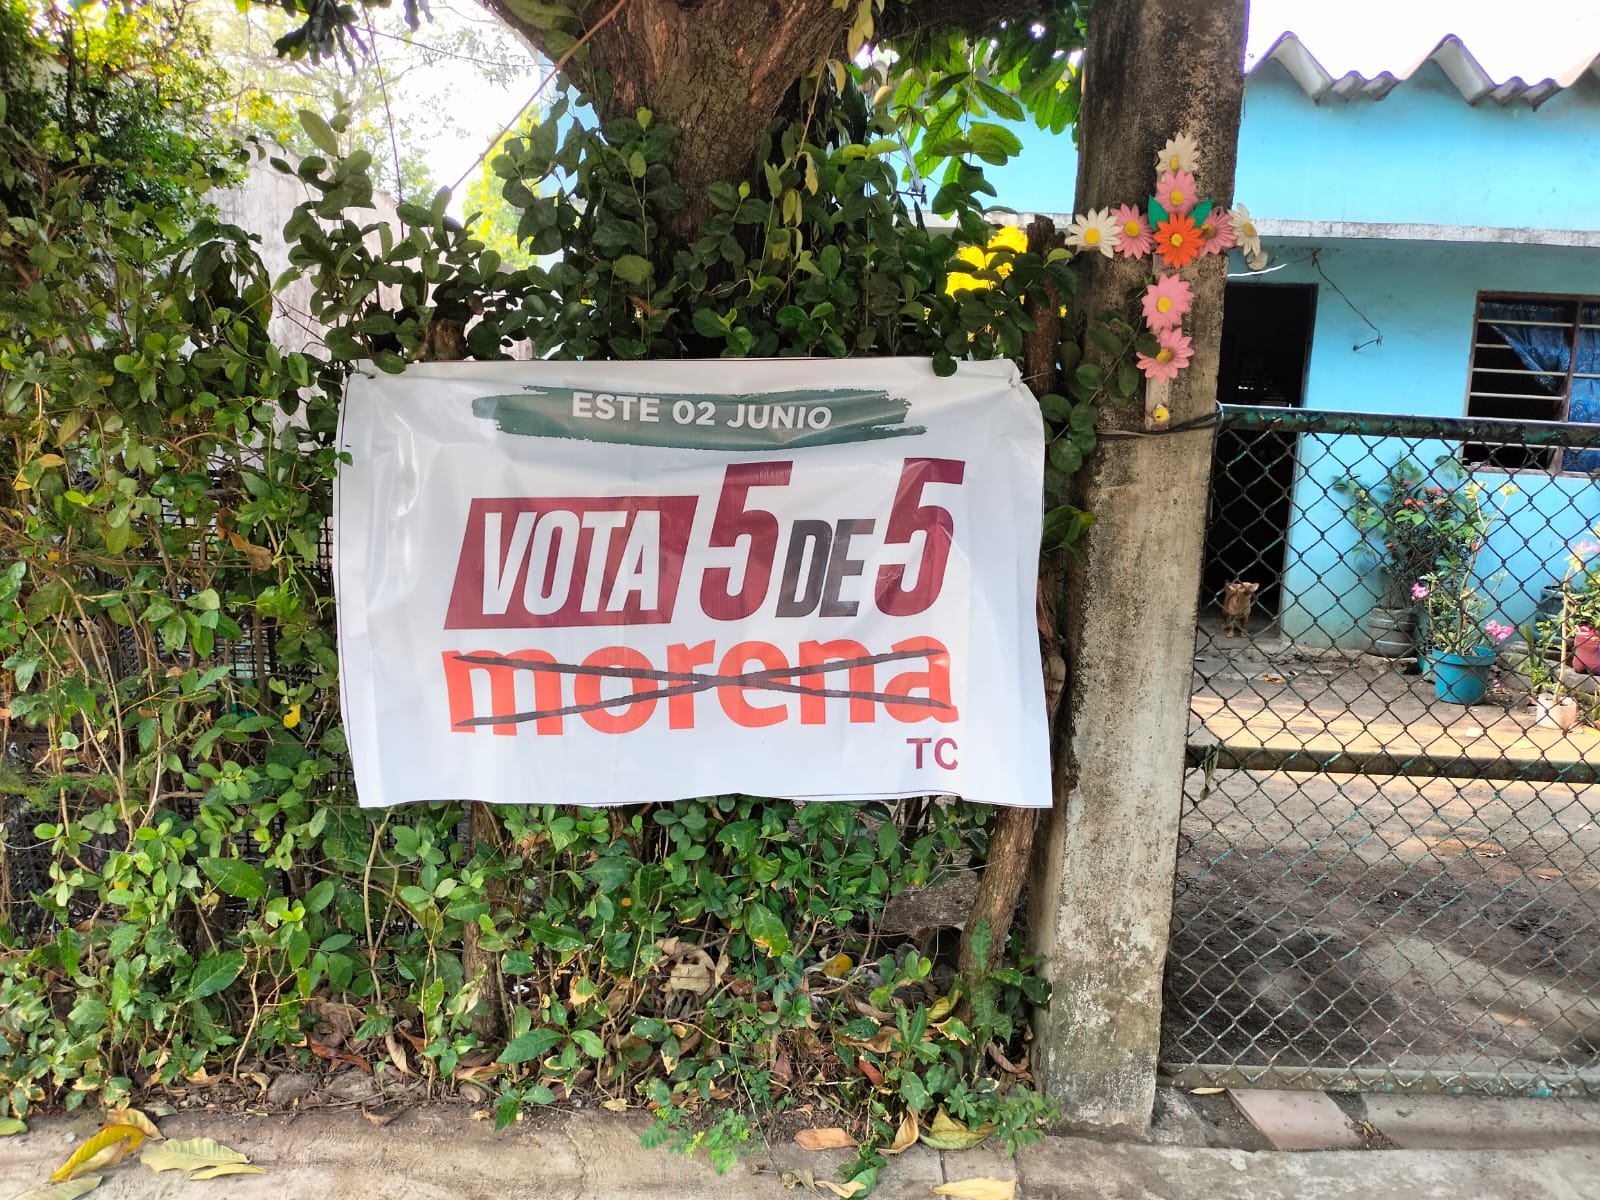 ESTE 02 JUNIO
VOTA 5 DE 5
morena
TC